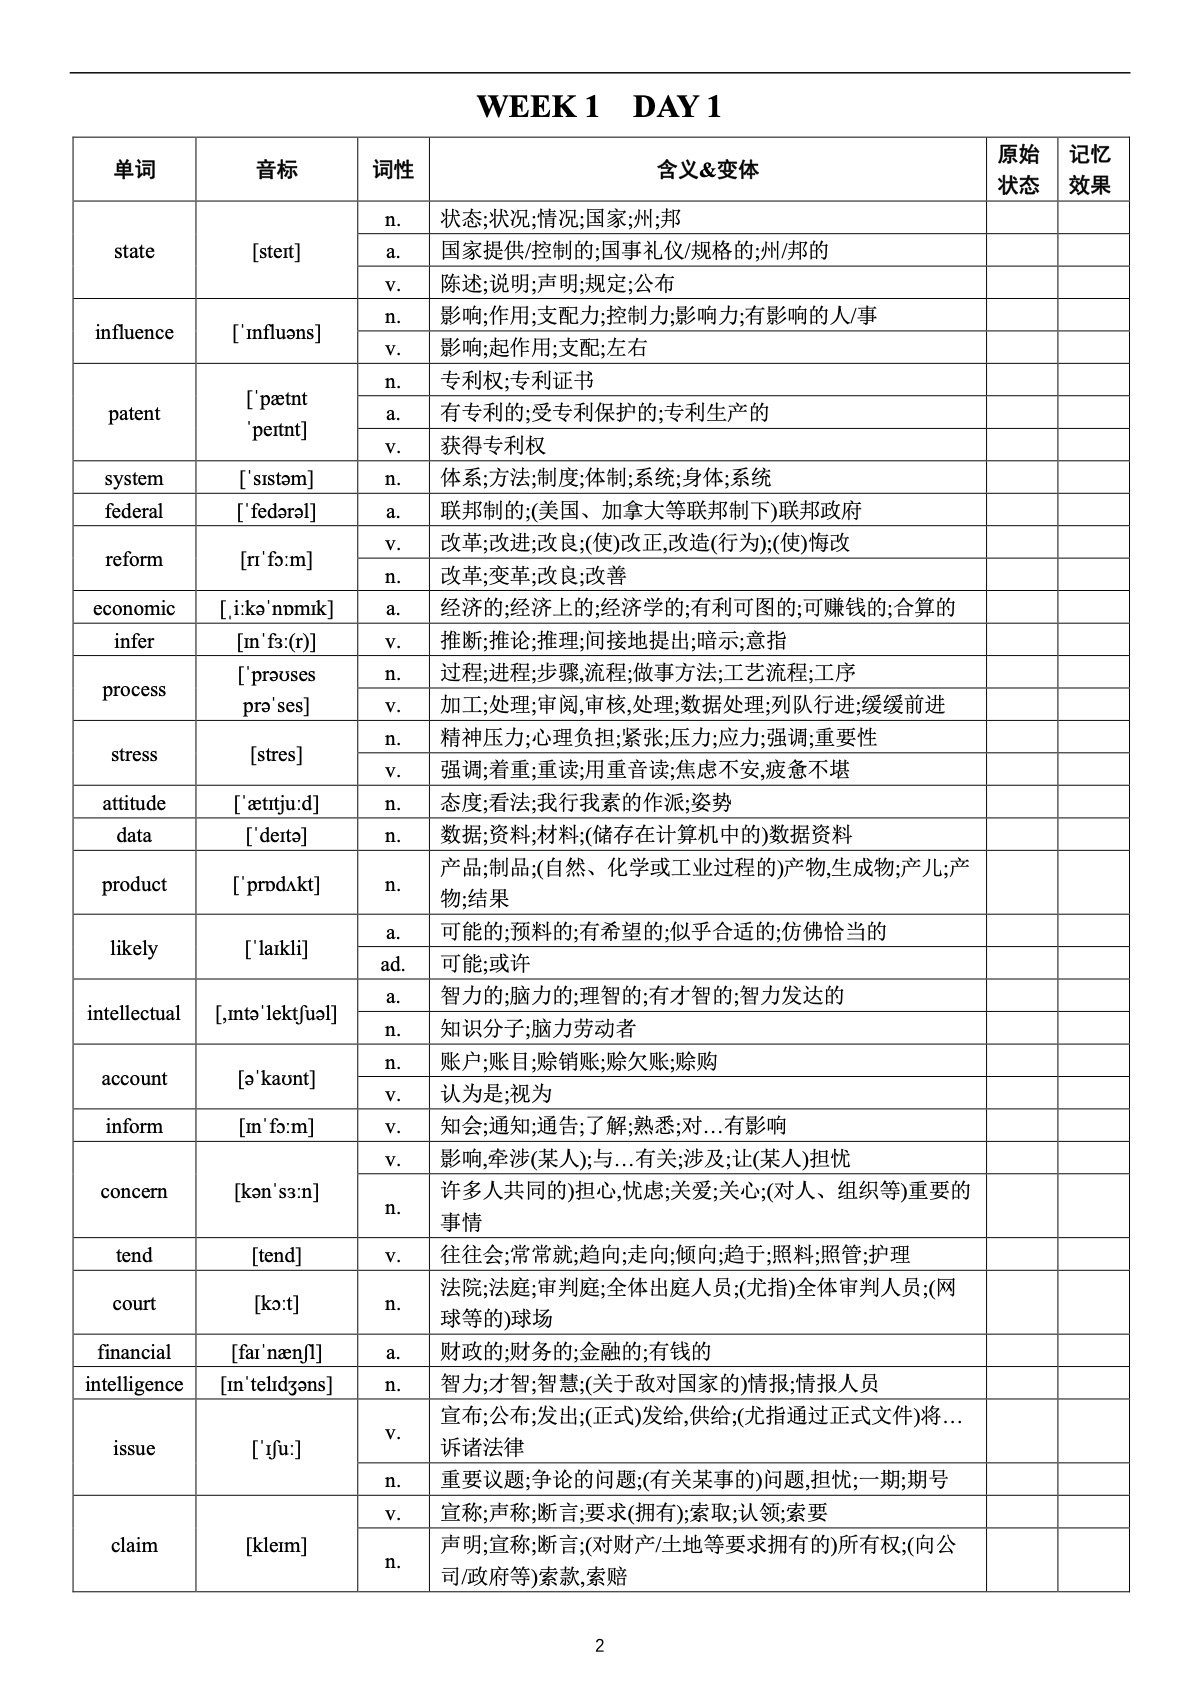 WEEK 1 DAY 1
单词 音标 词性 含义&变体 原始状态 记忆效果
state [steɪt] n. 状态;状况;情况;国家;州;邦
a. 国家提供/控制的;国事礼仪/规格的;州/邦的
v. 陈述;说明;声明;规定;公布
influence [ˈɪnfluəns] n. 影响;作用;支配力;控制力;影响力;有影响的人/事
v. 影响;起作用;支配;左右
patent [ˈpætnt ˈpeɪtnt] n. 专利权;专利证书
a. 有专利的;受专利保护的;专利生产的
v. 获得专利权
system [ˈsɪstəm] n. 体系;方法;制度;体制;系统;身体;系统
federal [ˈfedərəl] a. 联邦制的;(美国、加拿大等联邦制下)联邦政府
reform [rɪˈfɔːm] v. 改革;改进;改良;(使)改正,改造(行为);(使)悔改
n. 改革;变革;改良;改善
economic [ˌiːkəˈnɒmɪk] a. 经济的;经济上的;经济学的;有利可图的;可赚钱的;合算的
infer [ɪnˈfɜː(r)] v. 推断;推论;推理;间接地提出;暗示;意指
process [ˈprəʊses prəˈses] n. 过程;进程;步骤,流程;做事方法;工艺流程;工序
v. 加工;处理;审阅,审核,处理;数据处理;列队行进;缓缓前进
stress [stres] n. 精神压力;心理负担;紧张;压力;应力;强调;重要性
v. 强调;着重;重读;用重音读;焦虑不安,疲惫不堪
attitude [ˈætɪtjuːd] n. 态度;看法;我行我素的作派;姿势
data [ˈdeɪtə] n. 数据;资料;材料;(储存在计算机中的)数据资料
product [ˈprɒdʌkt] n. 产品;制品;(自然、化学或工业过程的)产物,生成物;产儿;产
物;结果
likely [ˈlaɪkli] a. 可能的;预料的;有希望的;似乎合适的;仿佛恰当的
ad. 可能;或许
intellectual [,ɪntəˈlektʃuəl] a. 智力的;脑力的;理智的;有才智的;智力发达的
n. 知识分子;脑力劳动者
account [əˈkaʊnt] n. 账户;账目;赊销账;赊欠账;赊购
v. 认为是;视为
inform [ɪnˈfɔːm] v. 知会;通知;通告;了解;熟悉;对…有影响
concern [kənˈsɜːn] v. 影响,牵涉(某人);与…有关;涉及;让(某人)担忧
n. 许多人共同的)担心,忧虑;关爱;关心;(对人、组织等)重要的
事情
tend [tend] v. 往往会;常常就;趋向;走向;倾向;趋于;照料;照管;护理
court [kɔːt] n. 法院;法庭;审判庭;全体出庭人员;(尤指)全体审判人员;(网
球等的)球场
financial [faɪˈnænʃl] a. 财政的;财务的;金融的;有钱的
intelligence [ɪnˈtelɪdʒəns] n. 智力;才智;智慧;(关于敌对国家的)情报;情报人员
issue [ˈɪʃuː] v. 宣布;公布;发出;(正式)发给,供给;(尤指通过正式文件)将…
诉诸法律
n. 重要议题;争论的问题;(有关某事的)问题,担忧;一期;期号
claim [kleɪm] v. 宣称;声称;断言;要求(拥有);索取;认领;索要
n. 声明;宣称;断言;(对财产/土地等要求拥有的)所有权;(向公
司/政府等)索款,索赔
2